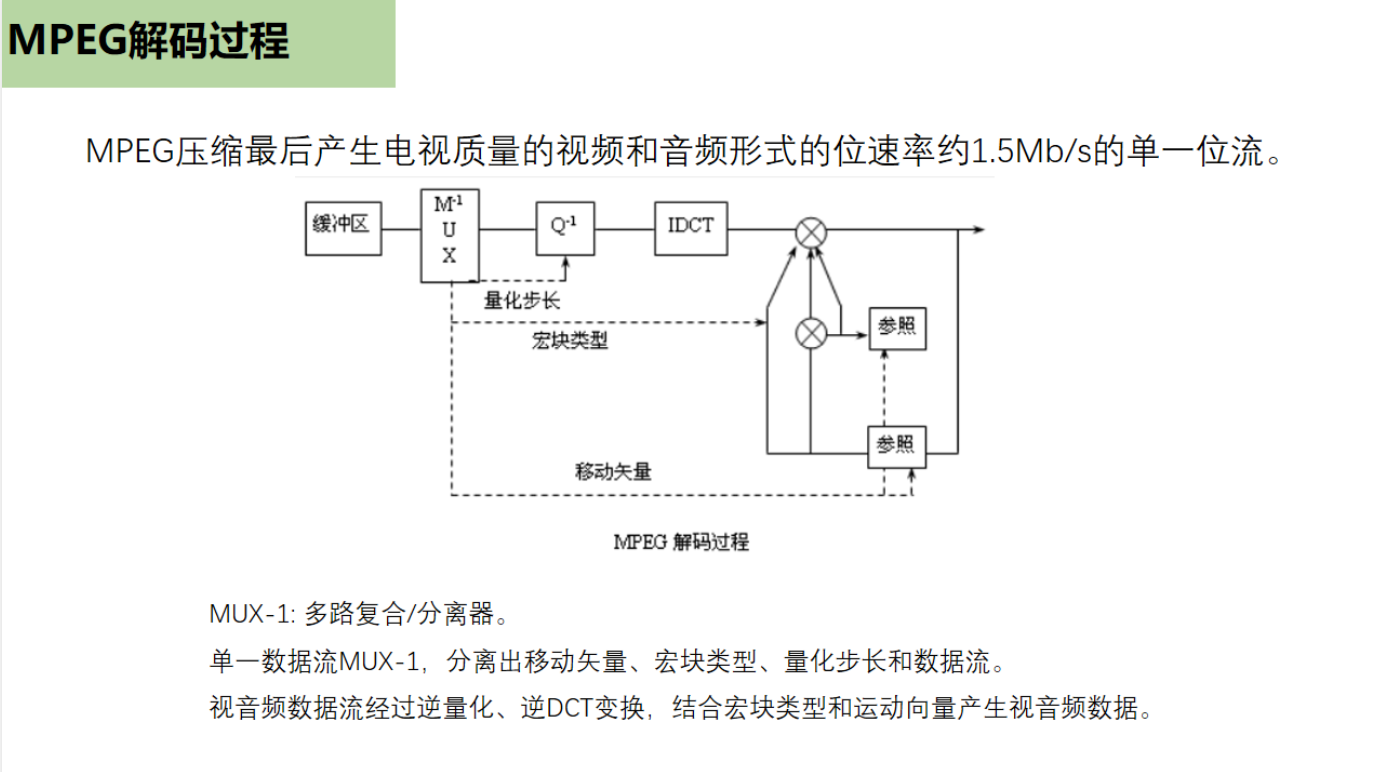 MPEG解码过程
MPEG压缩最后产生电视质量的视频和音频形式的位速率约1.5Mb/s的单一位流。
缓冲区
M-1
U
X
Q-1
IDCT
量化步长
宏块类型
参照
参照
移动矢量
MPEG 解码过程
MUX-1: 多路复合/分离器。
单一数据流MUX-1，分离出移动矢量、宏块类型、量化步长和数据流。
视音频数据流经过逆量化、逆DCT变换，结合宏块类型和运动向量产生视音频数据。